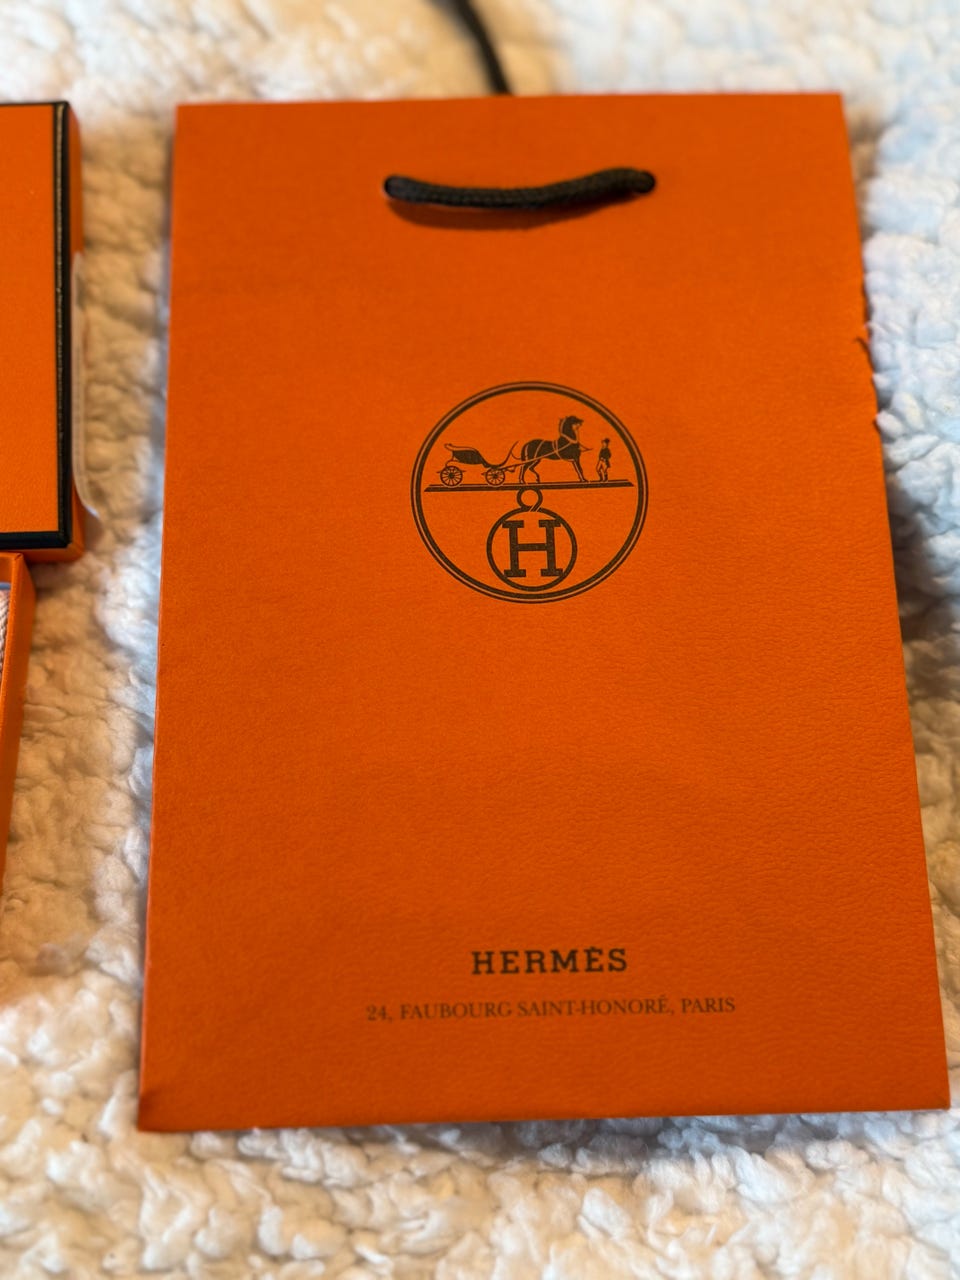 H
HERMÈS
24, FAUBOURG SAINT-HONORÉ, PARIS